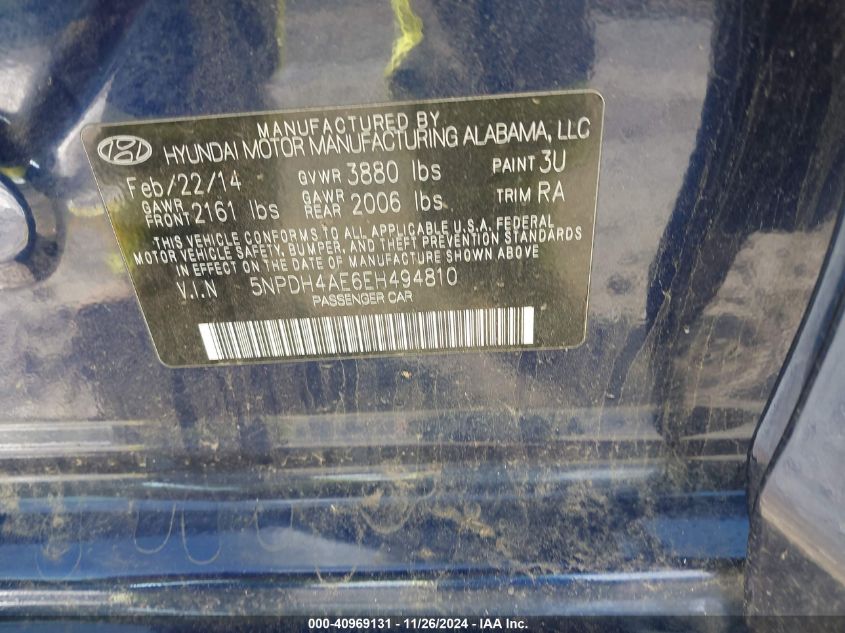 MANUFACTURED BY
HYUNDAI MOTOR MANUFACTURING ALABAMA, LLC
Feb/22/14 GVWR 3880 lbs PAINT 3U
GAWR FRONT 2161 lbs GAWR REAR 2006 lbs TRIM RA
THIS VEHICLE CONFORMS TO ALL APPLICABLE U.S.A. FEDERAL
MOTOR VEHICLE SAFETY, BUMPER, AND THEFT PREVENTION STANDARDS
IN EFFECT ON THE DATE OF MANUFACTURE SHOWN ABOVE
V.I.N 5NPDH4AE6EH494810
PASSENGER CAR
000-40969131 - 11/26/2024 - IAA Inc.